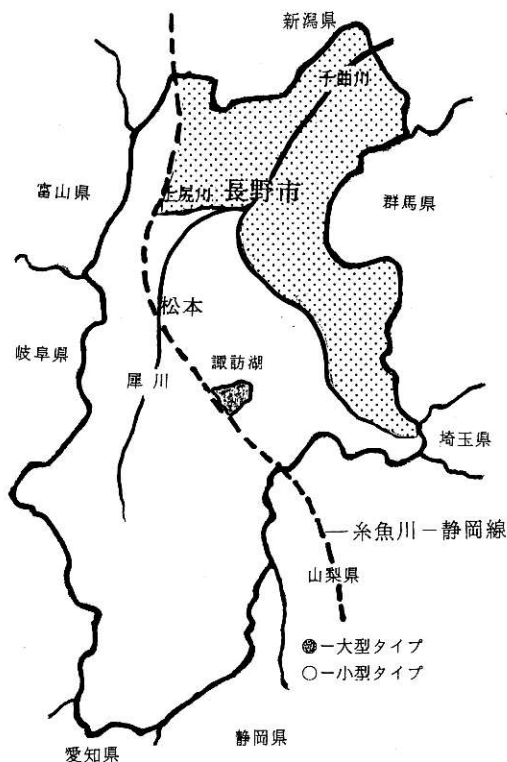 新潟県
千曲川
富山県
土尻川
長野市
群馬県
松本
岐阜県
諏訪湖
犀川
埼玉県
糸魚川－静岡線
山梨県
●－大型タイプ
○－小型タイプ
静岡県
愛知県